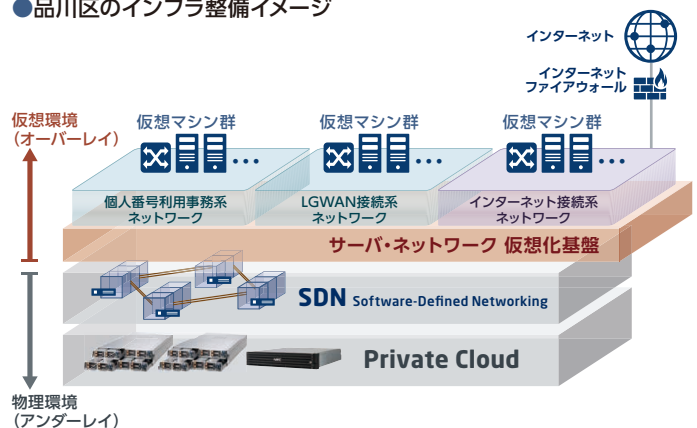 ●品川区のインフラ整備イメージ
インターネット
インターネット
ファイアウォール
仮想環境
（オーバーレイ）
仮想マシン群
仮想マシン群
仮想マシン群
...
...
...
個人番号利用事務系
ネットワーク
LGWAN接続系
ネットワーク
インターネット接続系
ネットワーク
サーバ・ネットワーク 仮想化基盤
SDN Software-Defined Networking
Private Cloud
物理環境
（アンダーレイ）